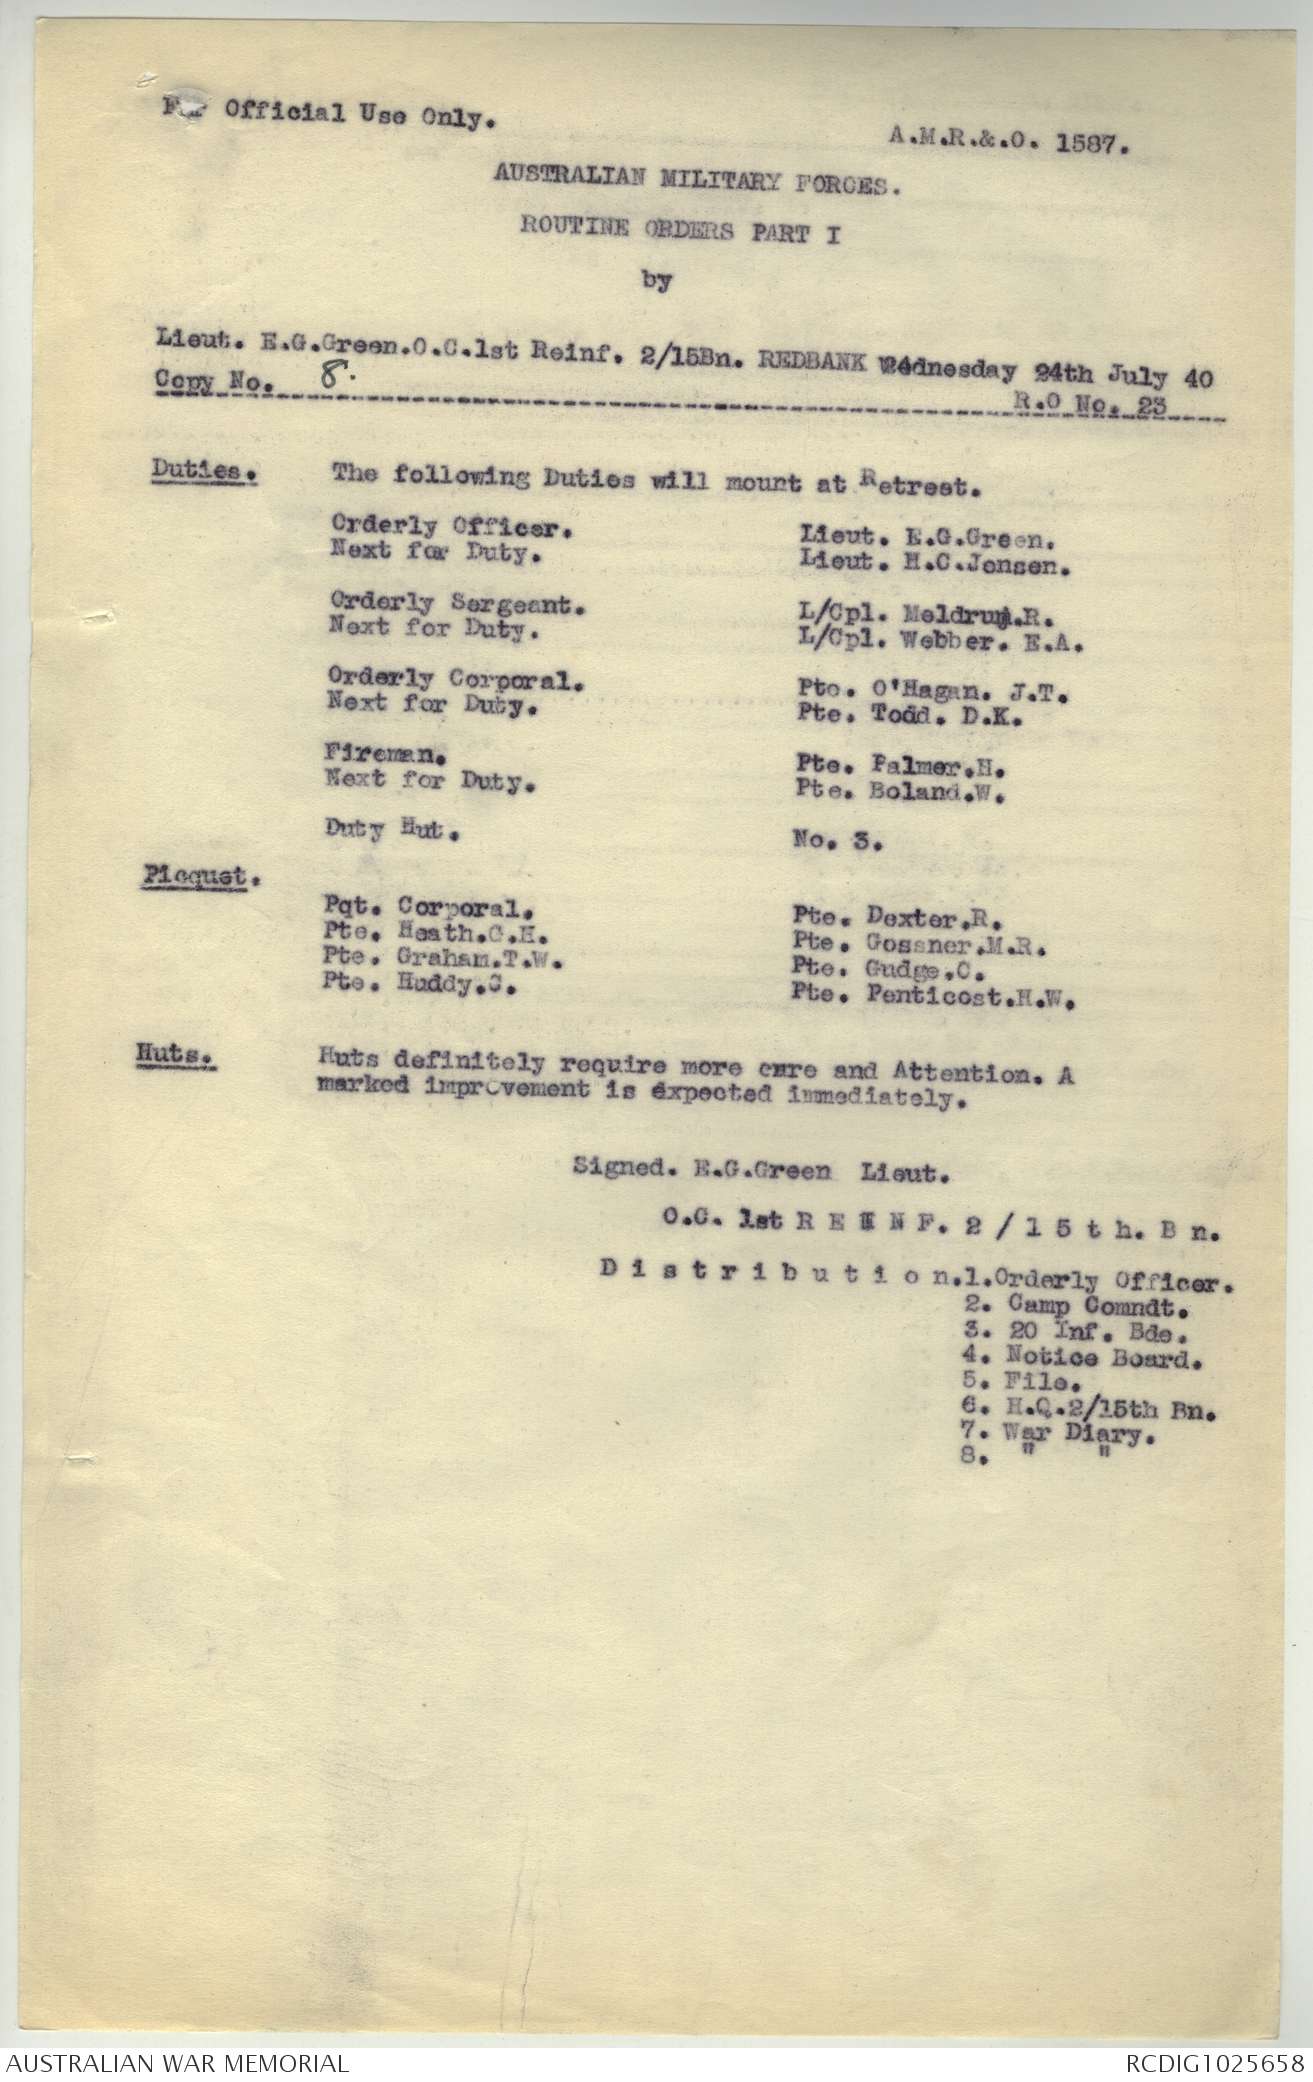 For Official Use Only.
A.M.R.&.O. 1587.
AUSTRALIAN MILITARY FORCES.
ROUTINE ORDERS PART I
by
Lieut. E.G.Green.O.C.1st Reinf. 2/15Bn. REDBANK Wednesday 24th July 40
Copy No. 8.
R.O No. 23
Duties. The following Duties will mount at Retreat.
Orderly Officer. Lieut. E.G.Green.
Next for Duty. Lieut. H.C.Jensen.
Orderly Sergeant. L/Cpl. Meldrum.R.
Next for Duty. L/Cpl. Webber. E.A.
Orderly Corporal. Pte. O'Hagan. J.T.
Next for Duty. Pte. Todd. D.K.
Fireman. Pte. Palmer.H.
Next for Duty. Pte. Boland.W.
Duty Hut. No. 3.
Picquet.
Pqt. Corporal. Pte. Dexter.R.
Pte. Heath.C.H. Pte. Gossner.M.R.
Pte. Graham.T.W. Pte. Gudge.C.
Pte. Huddy.C. Pte. Penticost.H.W.
Huts. Huts definitely require more care and Attention. A
marked improvement is expected immediately.
Signed. E.G.Green Lieut.
O.C. 1st R E I N F. 2 / 1 5 t h. B n.
D i s t r i b u t i o n.1.Orderly Officer.
2. Camp Comndt.
3. 20 Inf. Bde.
4. Notice Board.
5. File.
6. H.Q.2/15th Bn.
7. War Diary.
8. " "
AUSTRALIAN WAR MEMORIAL
RCDIG1025658